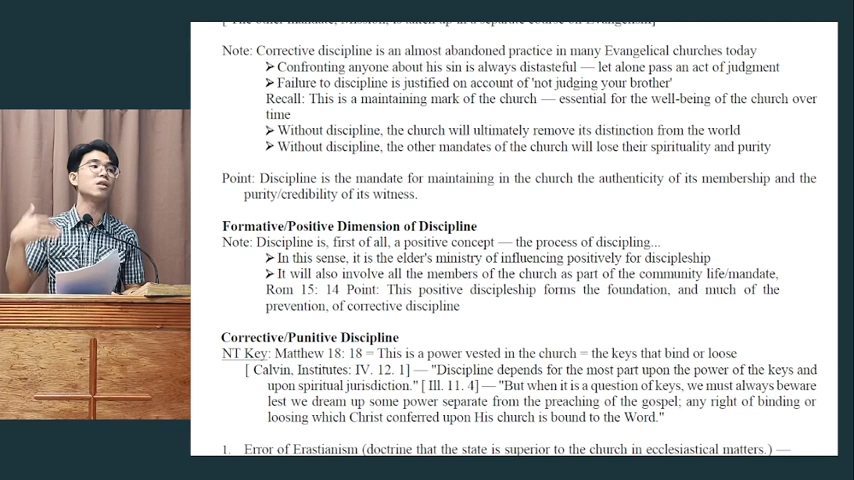 [ The other mandate, Mission, is taken up in a separate course on Evangelism]
Note: Corrective discipline is an almost abandoned practice in many Evangelical churches today
➢ Confronting anyone about his sin is always distasteful — let alone pass an act of judgment
➢ Failure to discipline is justified on account of 'not judging your brother'
Recall: This is a maintaining mark of the church — essential for the well-being of the church over
time
➢ Without discipline, the church will ultimately remove its distinction from the world
➢ Without discipline, the other mandates of the church will lose their spirituality and purity
Point: Discipline is the mandate for maintaining in the church the authenticity of its membership and the
purity/credibility of its witness.
Formative/Positive Dimension of Discipline
Note: Discipline is, first of all, a positive concept — the process of discipling...
➢ In this sense, it is the elder's ministry of influencing positively for discipleship
➢ It will also involve all the members of the church as part of the community life/mandate,
Rom 15: 14 Point: This positive discipleship forms the foundation, and much of the
prevention, of corrective discipline
Corrective/Punitive Discipline
NT Key: Matthew 18: 18 = This is a power vested in the church = the keys that bind or loose
[ Calvin, Institutes: IV. 12. 1] — "Discipline depends for the most part upon the power of the keys and
upon spiritual jurisdiction." [ Ill. 11. 4] — "But when it is a question of keys, we must always beware
lest we dream up some power separate from the preaching of the gospel; any right of binding or
loosing which Christ conferred upon His church is bound to the Word."
1. Error of Erastianism (doctrine that the state is superior to the church in ecclesiastical matters.) —